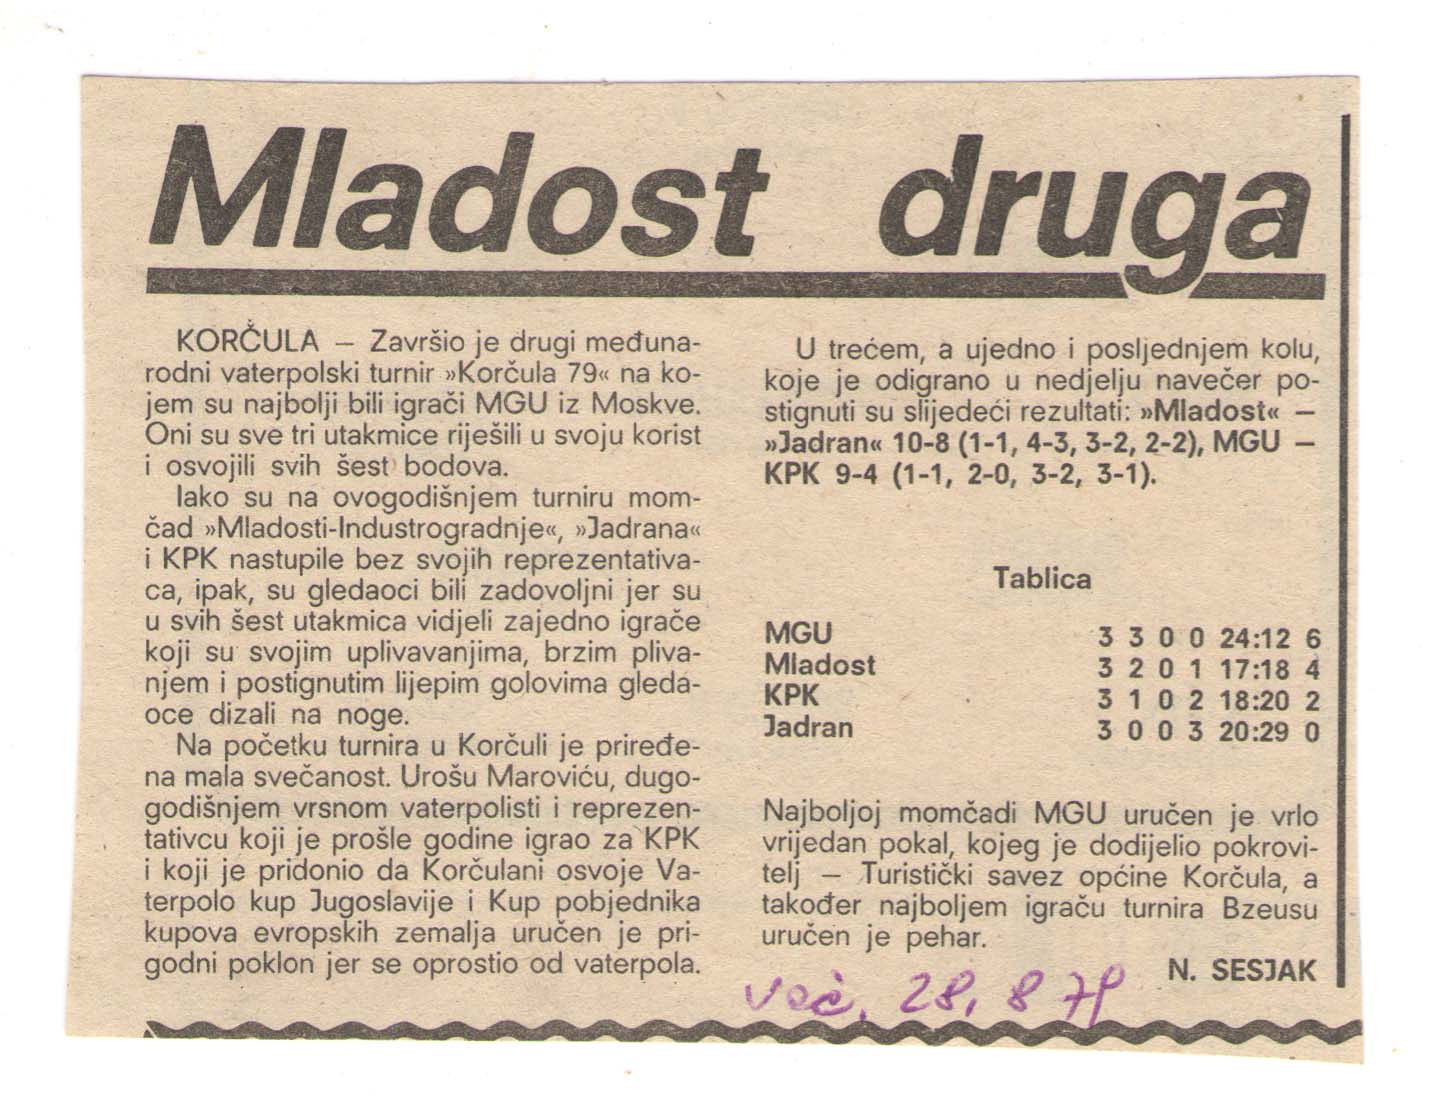 Mladost druga
KORČULA — Završio je drugi međuna-
rodni vaterpolski turnir »Korčula 79« na ko-
jem su najbolji bili igrači MGU iz Moskve.
Oni su sve tri utakmice riješili u svoju korist
i osvojili svih šest bodova.
Iako su na ovogodišnjem turniru mom-
čad »Mladosti-Industrogradnje«, »Jadrana«
i KPK nastupile bez svojih reprezentativa-
ca, ipak, su gledaoci bili zadovoljni jer su
u svih šest utakmica vidjeli zajedno igrače
koji su svojim uplivavanjima, brzim pliva-
njem i postignutim lijepim golovima gleda-
oce dizali na noge.
Na početku turnira u Korčuli je priređe-
na mala svečanost. Urošu Maroviću, dugo-
godišnjem vrsnom vaterpolisti i reprezen-
tativcu koji je prošle godine igrao za KPK
i koji je pridonio da Korčulani osvoje Va-
terpolo kup Jugoslavije i Kup pobjednika
kupova evropskih zemalja uručen je pri-
godni poklon jer se oprostio od vaterpola.
U trećem, a ujedno i posljednjem kolu,
koje je odigrano u nedjelju navečer po-
stignuti su slijedeći rezultati: »Mladost« —
»Jadran« 10-8 (1-1, 4-3, 3-2, 2-2), MGU —
KPK 9-4 (1-1, 2-0, 3-2, 3-1).
Tablica
MGU 3 3 0 0 24:12 6
Mladost 3 2 0 1 17:18 4
KPK 3 1 0 2 18:20 2
Jadran 3 0 0 3 20:29 0
Najboljoj momčadi MGU uručen je vrlo
vrijedan pokal, kojeg je dodijelio pokrovi-
telj — Turistički savez općine Korčula, a
također najboljem igraču turnira Bzeusu
uručen je pehar.
N. SESJAK
Več. 28. 8 79